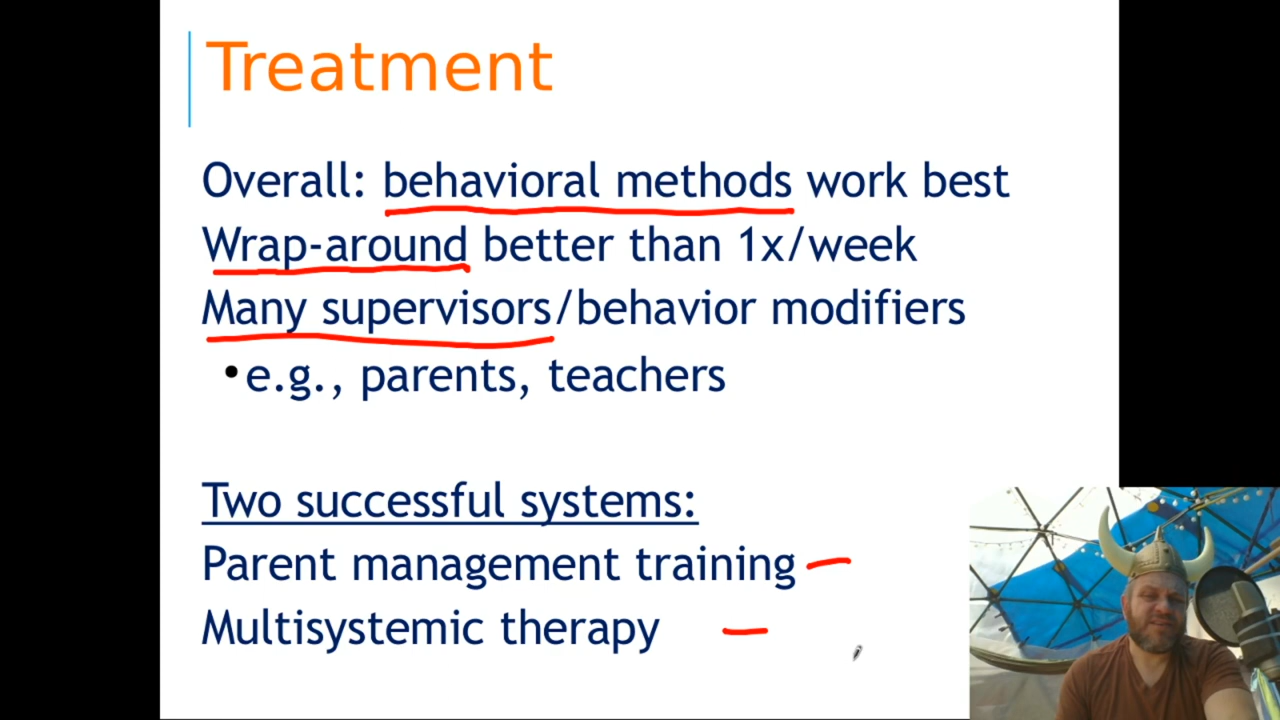 Treatment
Overall: behavioral methods work best
Wrap-around better than 1x/week
Many supervisors/behavior modifiers
•e.g., parents, teachers
Two successful systems:
Parent management training
Multisystemic therapy